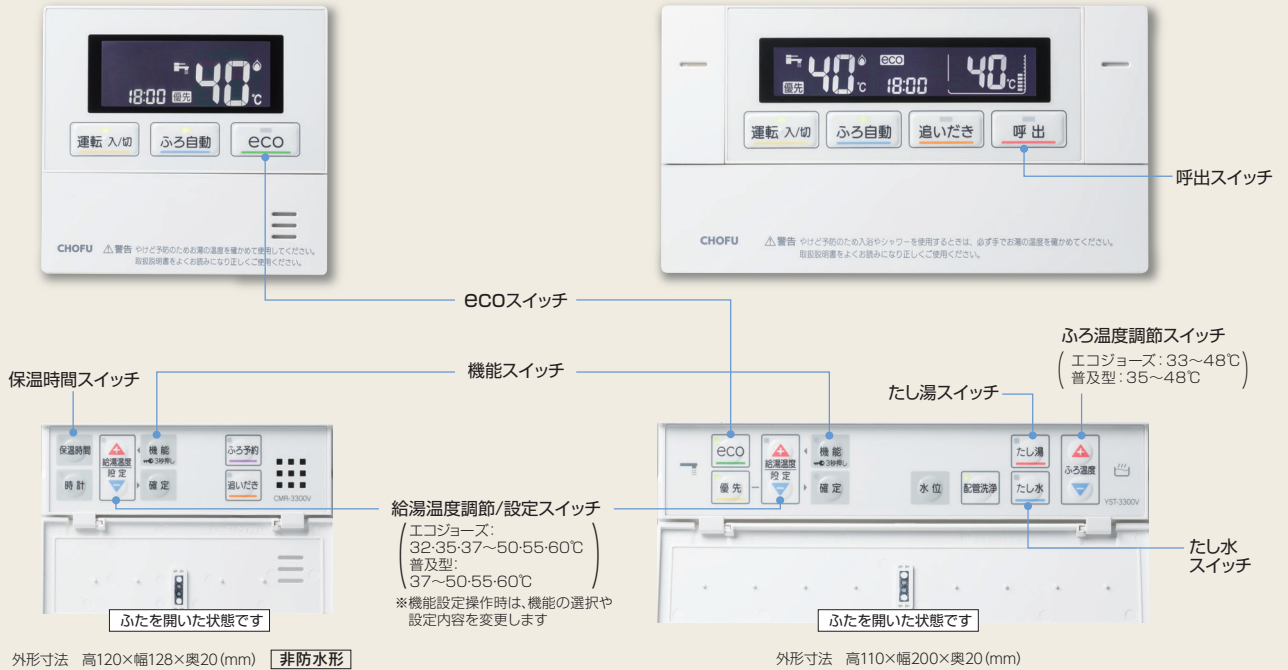 18:00 優先 40℃
運転 入/切 ふろ自動 eco
CHOFU ⚠警告 やけど予防のためお湯の温度を確かめて使用してください。
取扱説明書をよくお読みになり正しくご使用ください。
優先 40℃ eco 18:00 40℃
運転 入/切 ふろ自動 追いだき 呼出
呼出スイッチ
CHOFU ⚠警告 やけど予防のため入浴やシャワーを使用するときは、必ず手でお湯の温度を確かめてください。
取扱説明書をよくお読みになり正しくご使用ください。
ecoスイッチ
保温時間スイッチ
機能スイッチ
たし湯スイッチ
ふろ温度調節スイッチ
エコジョーズ:33〜48℃
普及型:35〜48℃
保温時間 給湯温度 設定 機能 3秒押し ふろ予約
時計 確定 追いだき
CMR-3300V
給湯温度調節/設定スイッチ
エコジョーズ:
32・35・37〜50・55・60℃
普及型:
37〜50・55・60℃
※機能設定操作時は、機能の選択や
設定内容を変更します
eco 給湯温度 設定 機能 3秒押し たし湯 ふろ温度
優先 確定 水位 配管洗浄 たし水
YST-3300V
たし水
スイッチ
ふたを開いた状態です
外形寸法 高120×幅128×奥20(mm) 非防水形
ふたを開いた状態です
外形寸法 高110×幅200×奥20(mm)